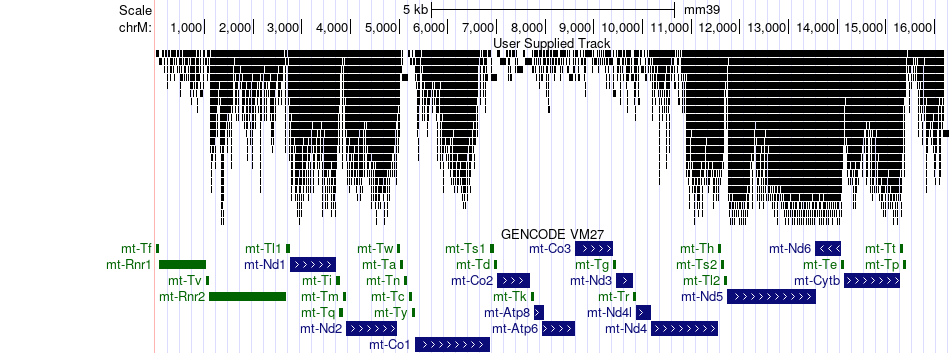 Scale 5 kb mm39
chrM: 1,000 2,000 3,000 4,000 5,000 6,000 7,000 8,000 9,000 10,000 11,000 12,000 13,000 14,000 15,000 16,000
User Supplied Track
GENCODE VM27
mt-Tf mt-Tl1 mt-Tw mt-Ts1 mt-Co3 mt-Th mt-Nd6 mt-Tt
mt-Rnr1 mt-Nd1 mt-Ta mt-Td mt-Tg mt-Ts2 mt-Te mt-Tp
mt-Tv mt-Ti mt-Tn mt-Co2 mt-Nd3 mt-Tl2 mt-Cytb
mt-Rnr2 mt-Tm mt-Tc mt-Tk mt-Tr mt-Nd5
mt-Tq mt-Ty mt-Atp8 mt-Nd4l
mt-Nd2 mt-Atp6 mt-Nd4
mt-Co1